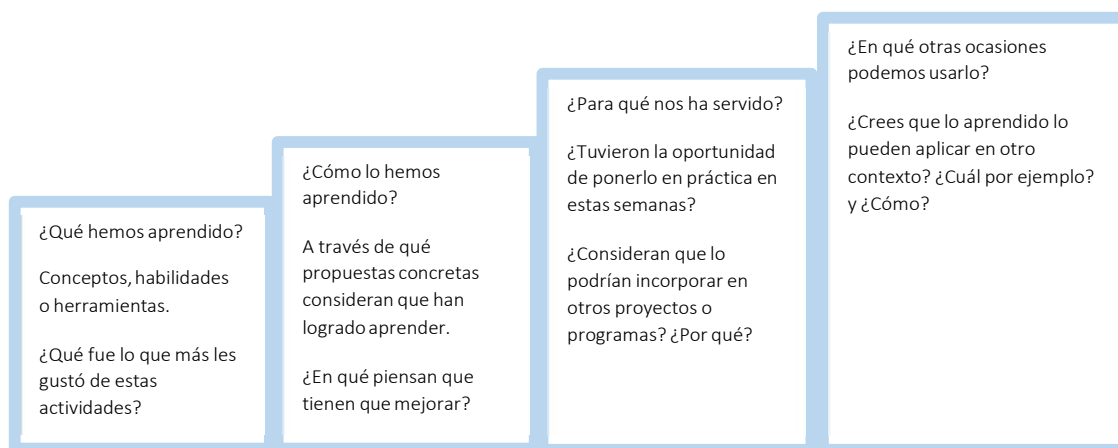 ¿Qué hemos aprendido?
Conceptos, habilidades
o herramientas.
¿Qué fue lo que más les
gustó de estas
actividades?
¿Cómo lo hemos
aprendido?
A través de qué
propuestas concretas
consideran que han
logrado aprender.
¿En qué piensan que
tienen que mejorar?
¿Para qué nos ha servido?
¿Tuvieron la oportunidad
de ponerlo en práctica en
estas semanas?
¿Consideran que lo
podrían incorporar en
otros proyectos o
programas? ¿Por qué?
¿En qué otras ocasiones
podemos usarlo?
¿Crees que lo aprendido lo
pueden aplicar en otro
contexto? ¿Cuál por ejemplo?
y ¿Cómo?